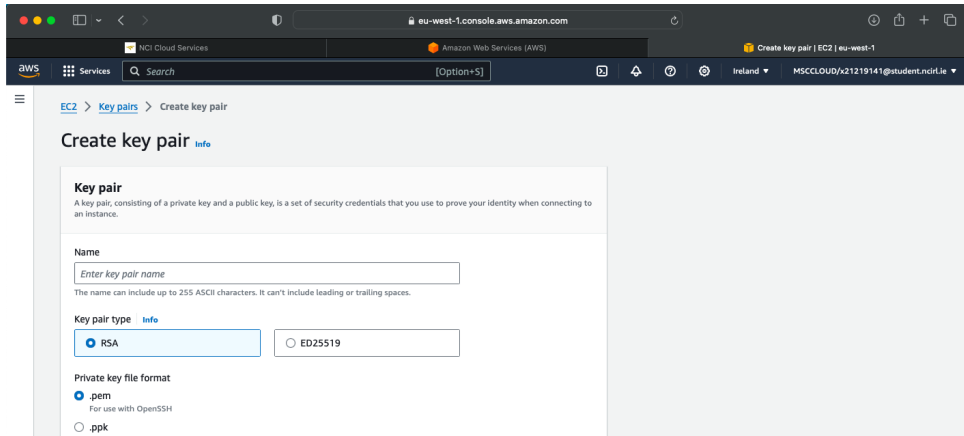 eu-west-1.console.aws.amazon.com
NCI Cloud Services
Amazon Web Services (AWS)
Create key pair | EC2 | eu-west-1
aws
Services
Search
[Option+S]
Ireland ▼
MSCCLOUD/x21219141@student.ncirl.ie ▼
EC2 > Key pairs > Create key pair
Create key pair Info
Key pair
A key pair, consisting of a private key and a public key, is a set of security credentials that you use to prove your identity when connecting to
an instance.
Name
Enter key pair name
The name can include up to 255 ASCII characters. It can't include leading or trailing spaces.
Key pair type Info
RSA
ED25519
Private key file format
.pem
For use with OpenSSH
.ppk